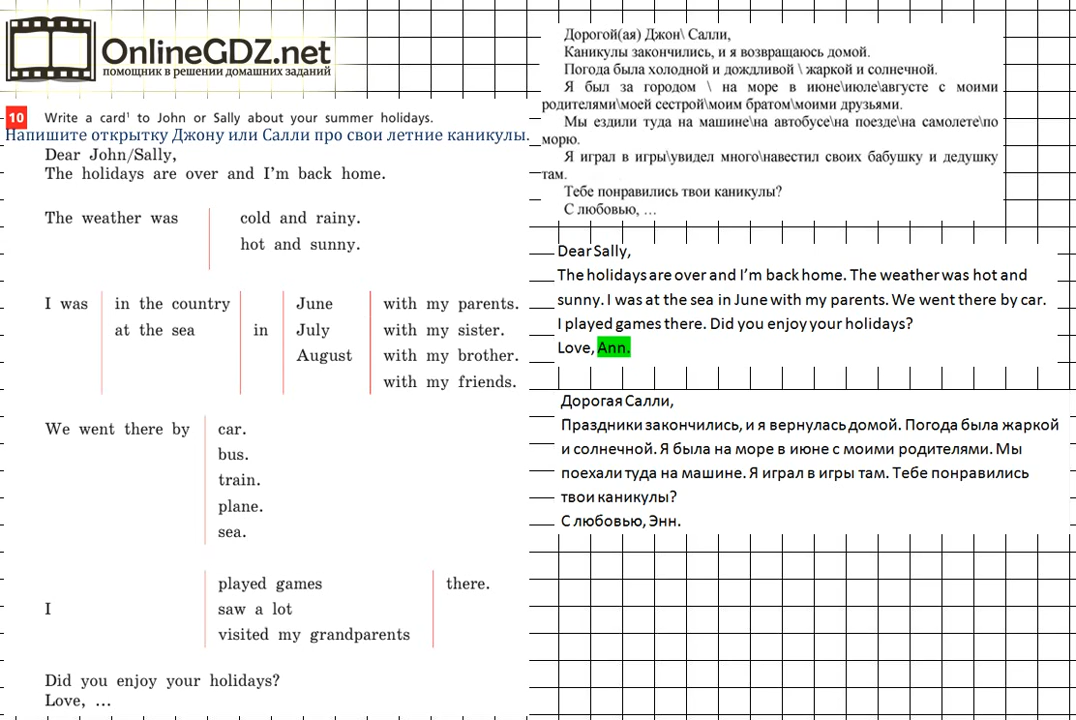 OnlineGDZ.net
помощник в решении домашних заданий
10 Write a card¹ to John or Sally about your summer holidays.
Напишите открытку Джону или Салли про свои летние каникулы.
Dear John/Sally,
The holidays are over and I'm back home.
The weather was cold and rainy.
hot and sunny.
I was in the country in June with my parents.
at the sea July with my sister.
August with my brother.
with my friends.
We went there by car.
bus.
train.
plane.
sea.
I played games there.
saw a lot
visited my grandparents
Did you enjoy your holidays?
Love, ...
Дорогой(ая) Джон\ Салли,
Каникулы закончились, и я возвращаюсь домой.
Погода была холодной и дождливой \ жаркой и солнечной.
Я был за городом \ на море в июне\июле\августе с моими
родителями\моей сестрой\моим братом\моими друзьями.
Мы ездили туда на машине\на автобусе\на поезде\на самолете\по
морю.
Я играл в игры\увидел много\навестил своих бабушку и дедушку
там.
Тебе понравились твои каникулы?
С любовью, ...
Dear Sally,
The holidays are over and I'm back home. The weather was hot and
sunny. I was at the sea in June with my parents. We went there by car.
I played games there. Did you enjoy your holidays?
Love, Ann.
Дорогая Салли,
Праздники закончились, и я вернулась домой. Погода была жаркой
и солнечной. Я была на море в июне с моими родителями. Мы
поехали туда на машине. Я играл в игры там. Тебе понравились
твои каникулы?
С любовью, Энн.